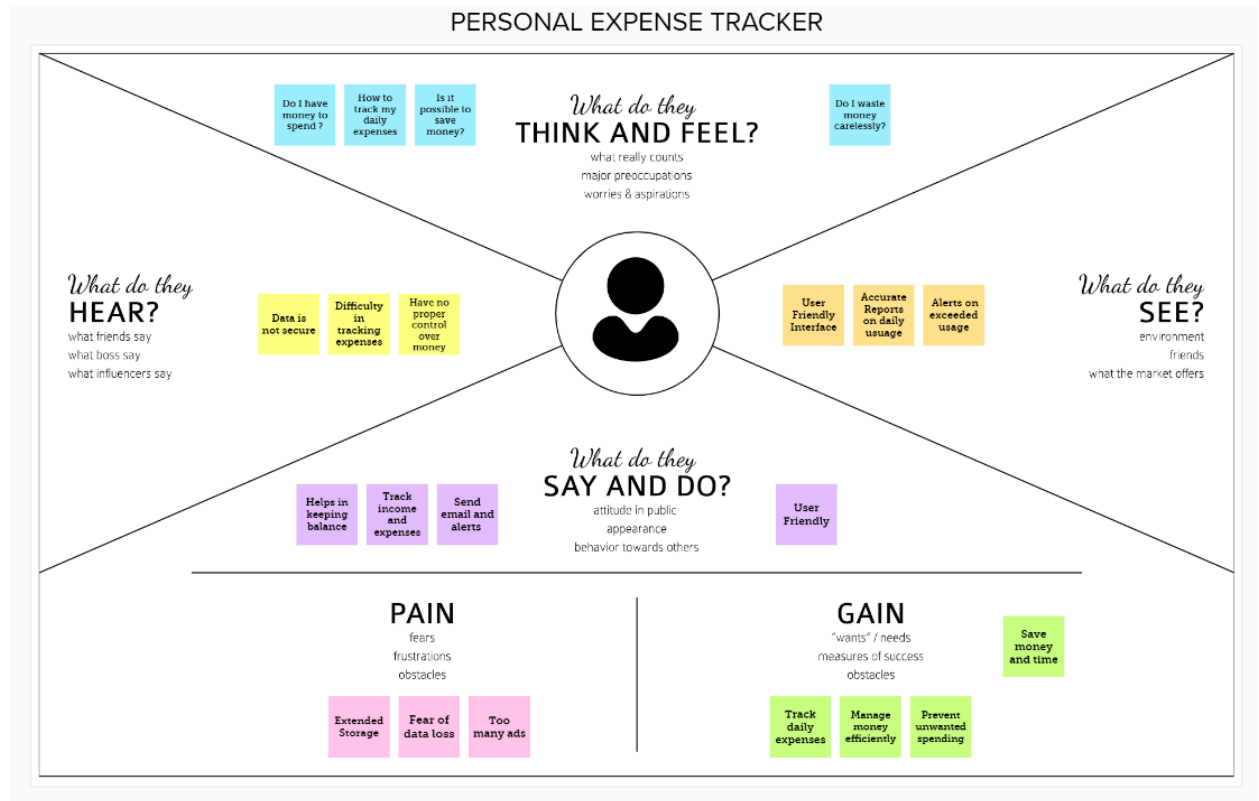 PERSONAL EXPENSE TRACKER
Do I have
money to
spend ?
How to
track my
daily
expenses
Is it
possible to
save
money?
What do they
THINK AND FEEL?
what really counts
major preoccupations
worries & aspirations
Do I waste
money
carelessly?
What do they
HEAR?
what friends say
what boss say
what influencers say
Data is
not secure
Difficulty
in
tracking
expenses
Have no
proper
control
over
money
User
Friendly
Interface
Accurate
Reports
on daily
usuage
Alerts on
exceeded
usage
What do they
SEE?
environment
friends
what the market offers
What do they
SAY AND DO?
attitude in public
appearance
behavior towards others
Helps in
keeping
balance
Track
income
and
expenses
Send
email and
alerts
User
Friendly
PAIN
fears
frustrations
obstacles
Extended
Storage
Fear of
data loss
Too
many ads
GAIN
"wants" / needs
measures of success
obstacles
Save
money
and time
Track
daily
expenses
Manage
money
efficiently
Prevent
unwanted
spending